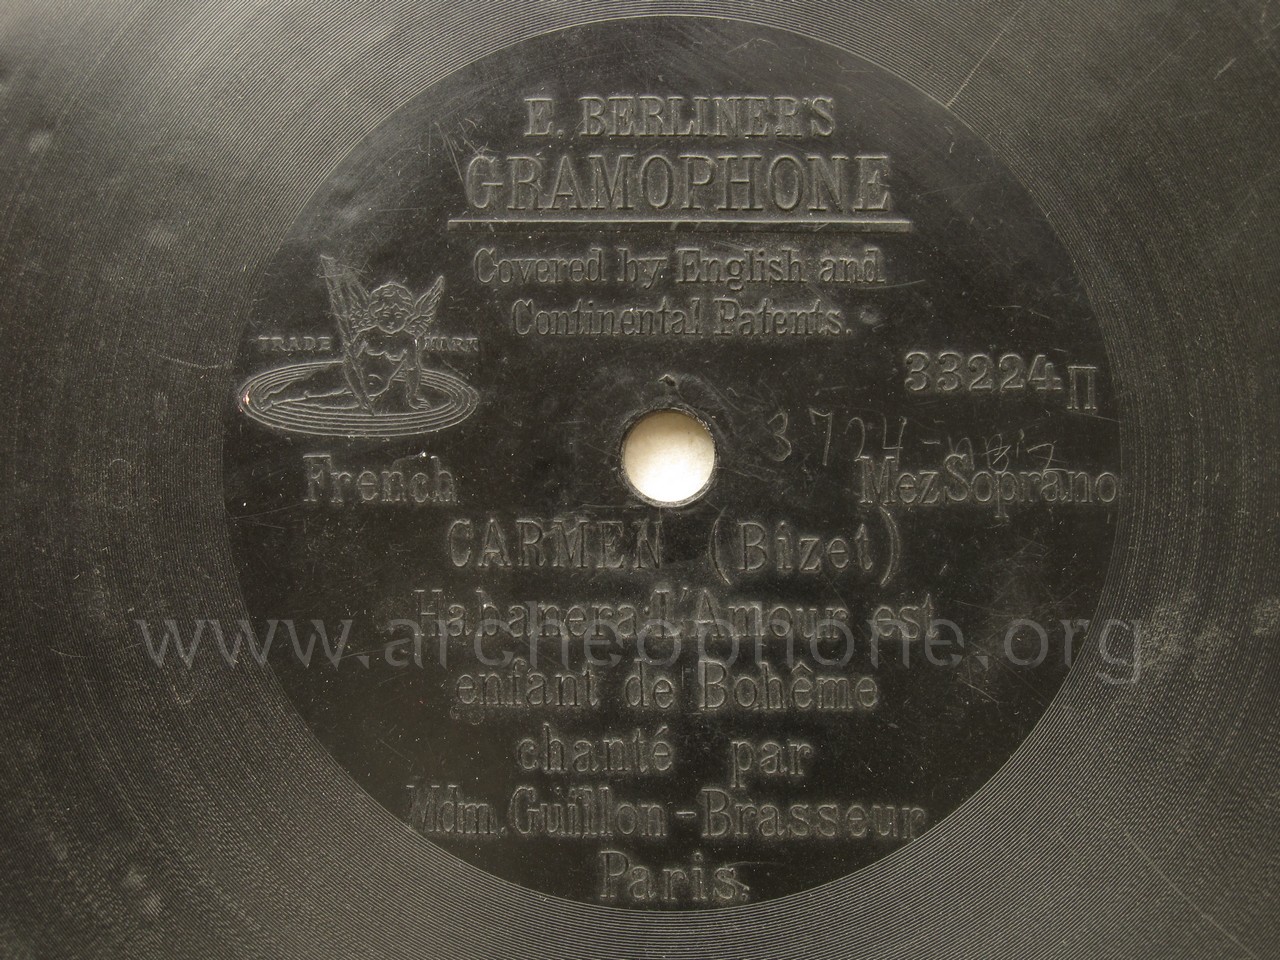 E. BERLINER'S
GRAMOPHONE
Covered by English and
Continental Patents.
TRADE MARK
33224
3724
French
Mez Soprano
CARMEN (Bizet)
Habanera: L'Amour est
enfant de Bohême
chanté par
Mdm. Guillon-Brasseur
Paris.
www.archeophone.org